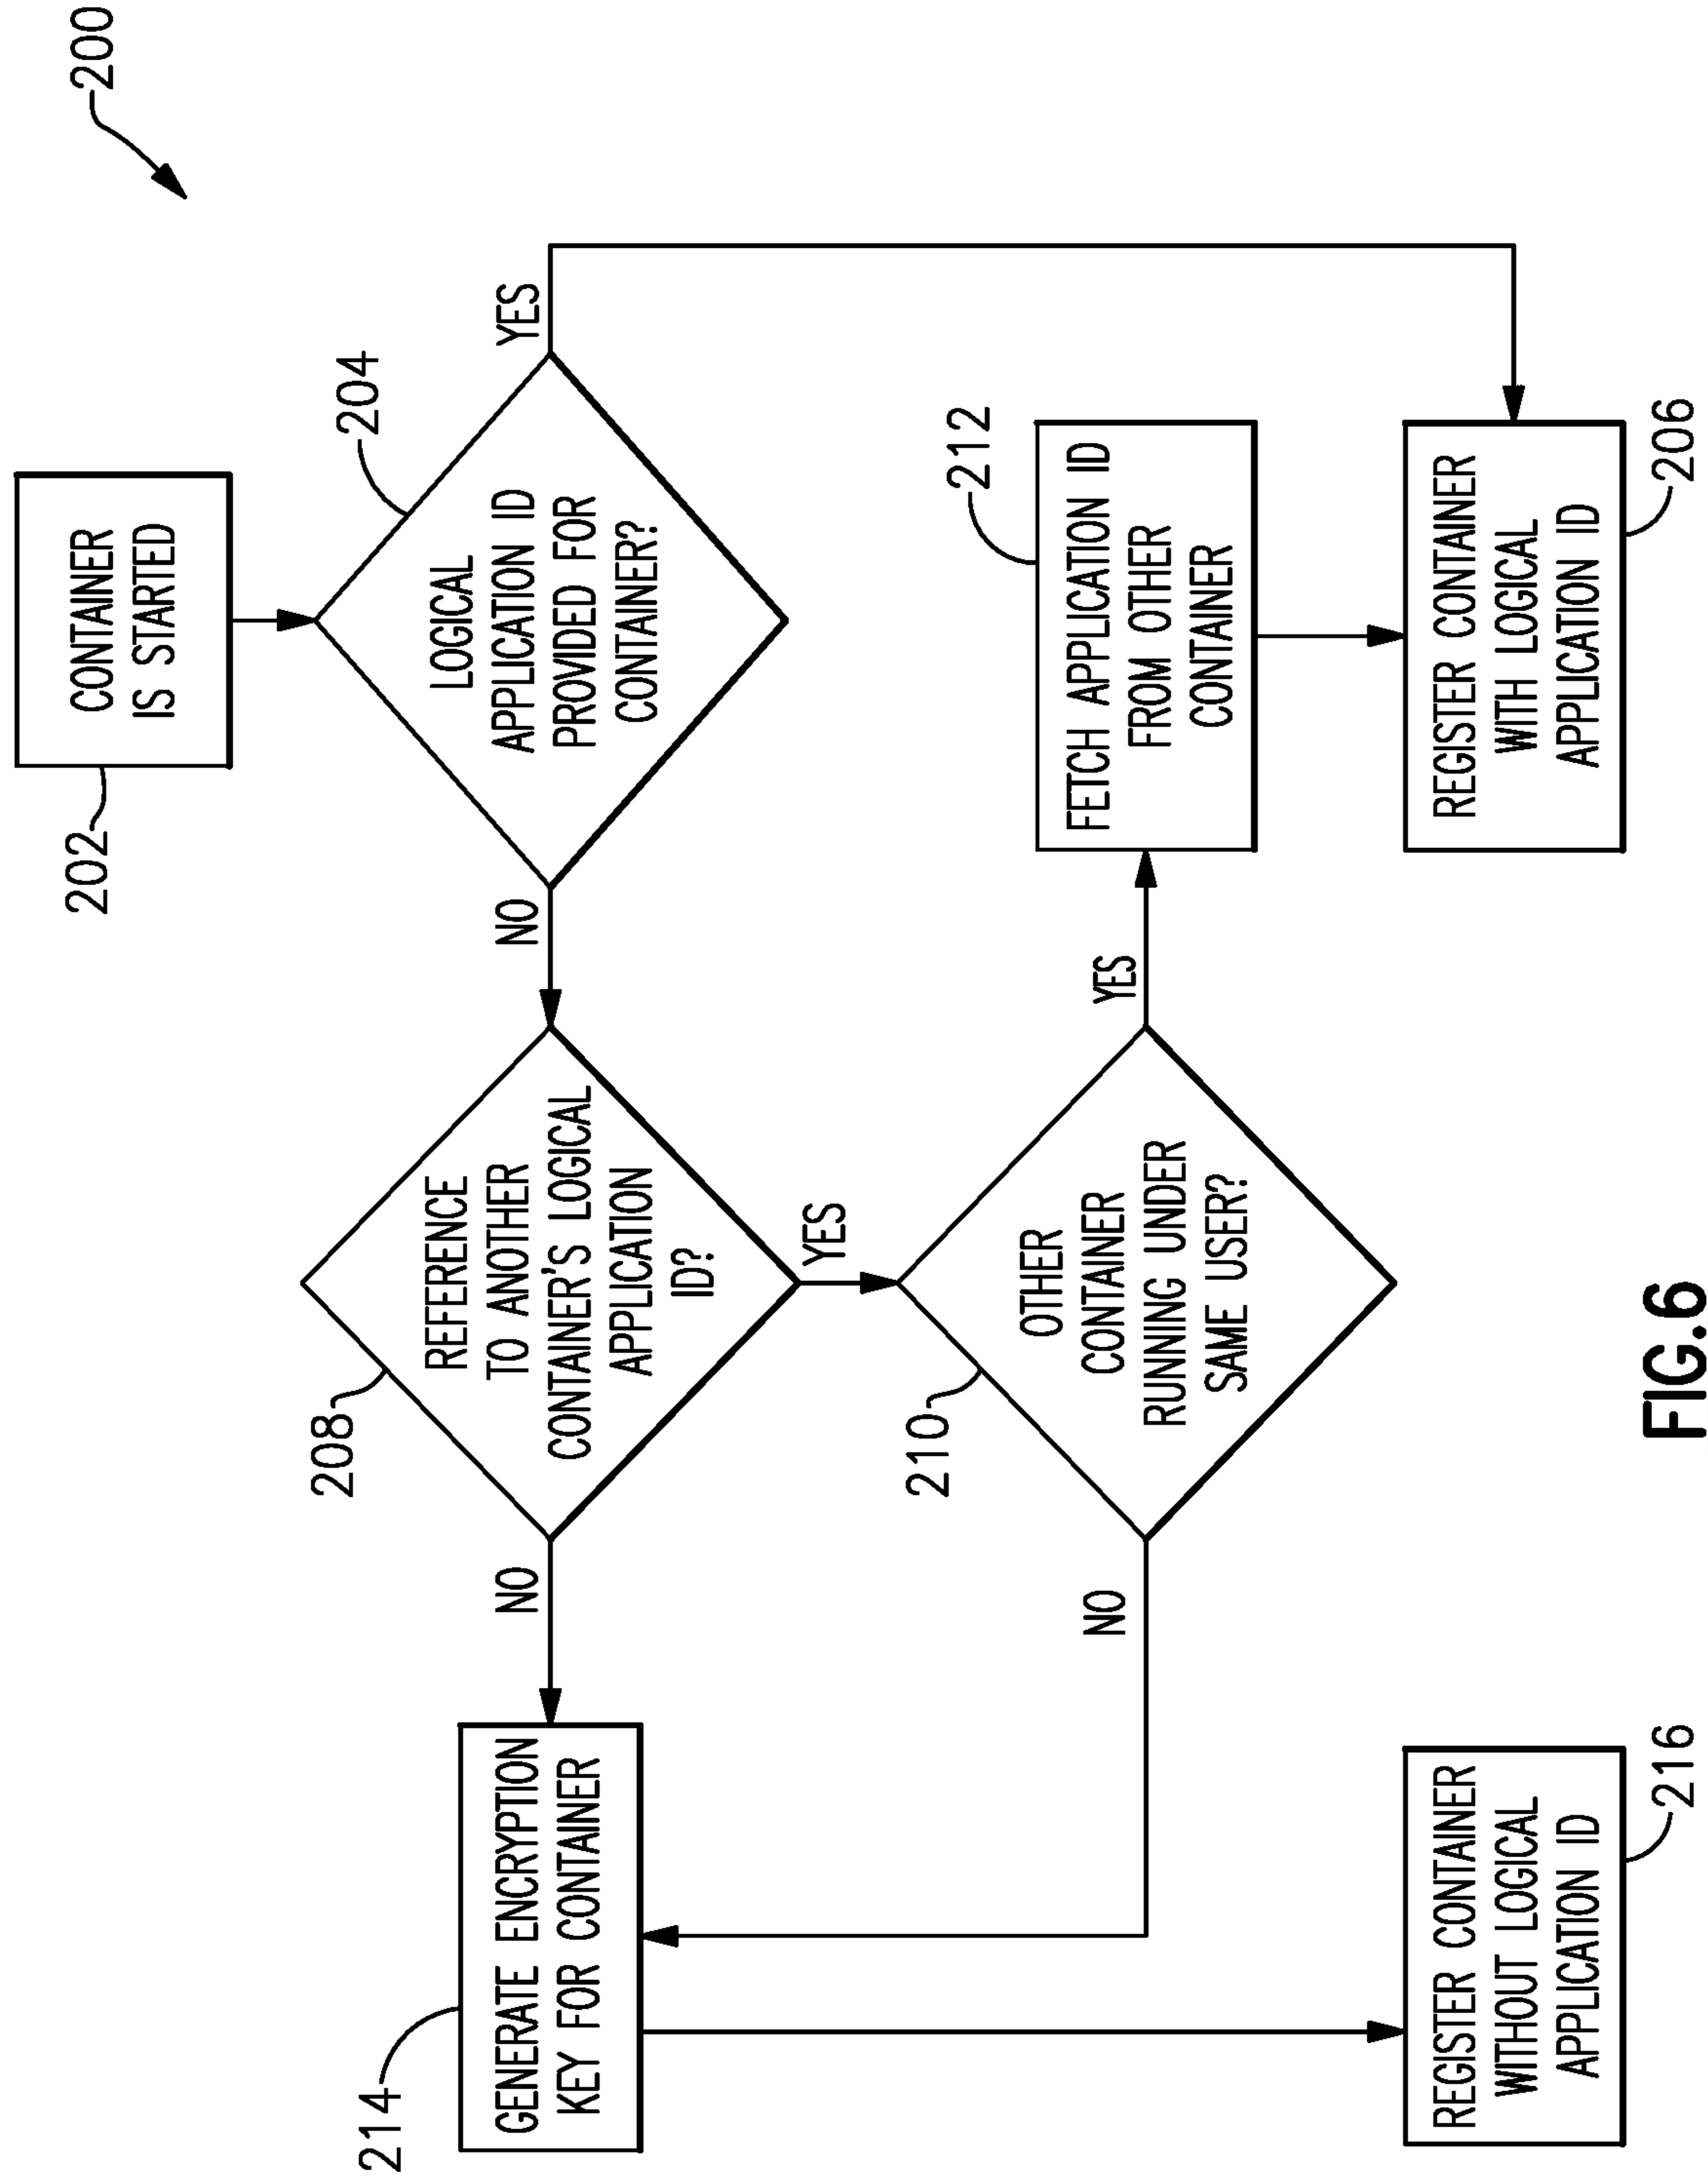 200
202
CONTAINER
IS STARTED
204
LOGICAL
APPLICATION ID
PROVIDED FOR
CONTAINER?
YES
NO
208
REFERENCE
TO ANOTHER
CONTAINER'S LOGICAL
APPLICATION
ID?
NO
YES
214
GENERATE ENCRYPTION
KEY FOR CONTAINER
210
OTHER
CONTAINER
RUNNING UNDER
SAME USER?
NO
YES
212
FETCH APPLICATION ID
FROM OTHER
CONTAINER
REGISTER CONTAINER
WITHOUT LOGICAL
APPLICATION ID
216
REGISTER CONTAINER
WITH LOGICAL
APPLICATION ID
206
FIG.6